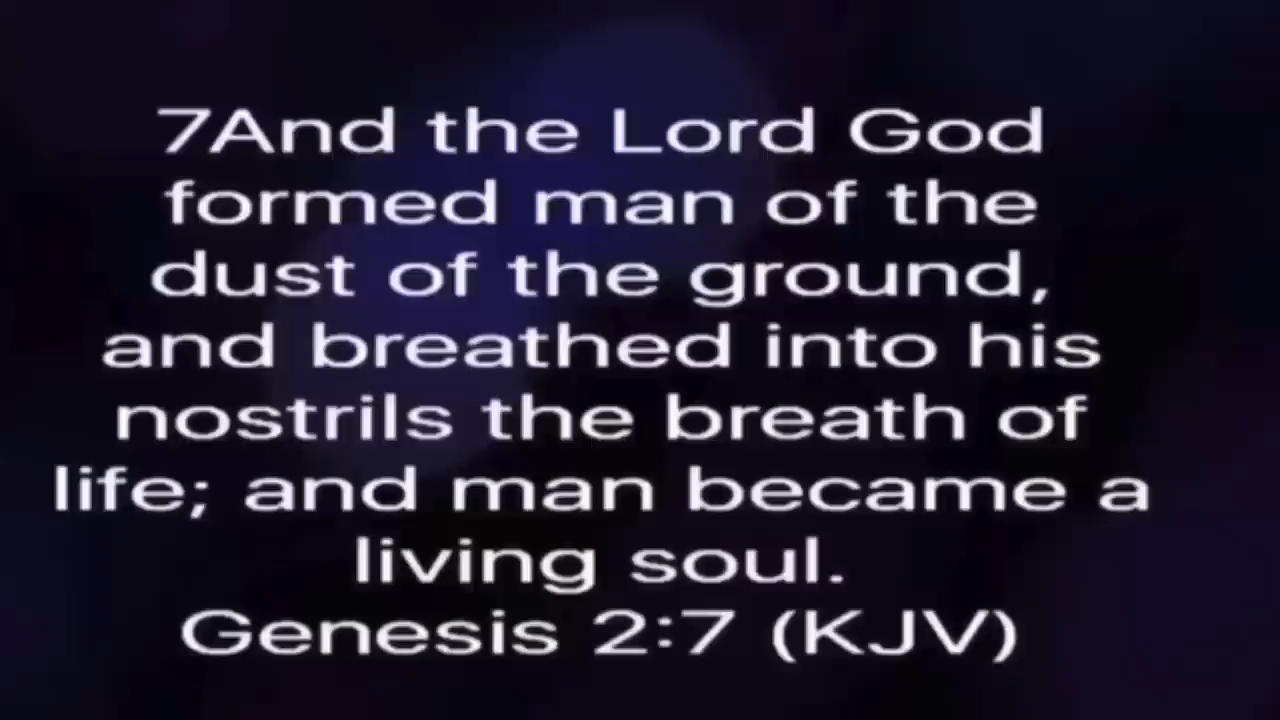 7And the Lord God
formed man of the
dust of the ground,
and breathed into his
nostrils the breath of
life; and man became a
living soul.
Genesis 2:7 (KJV)